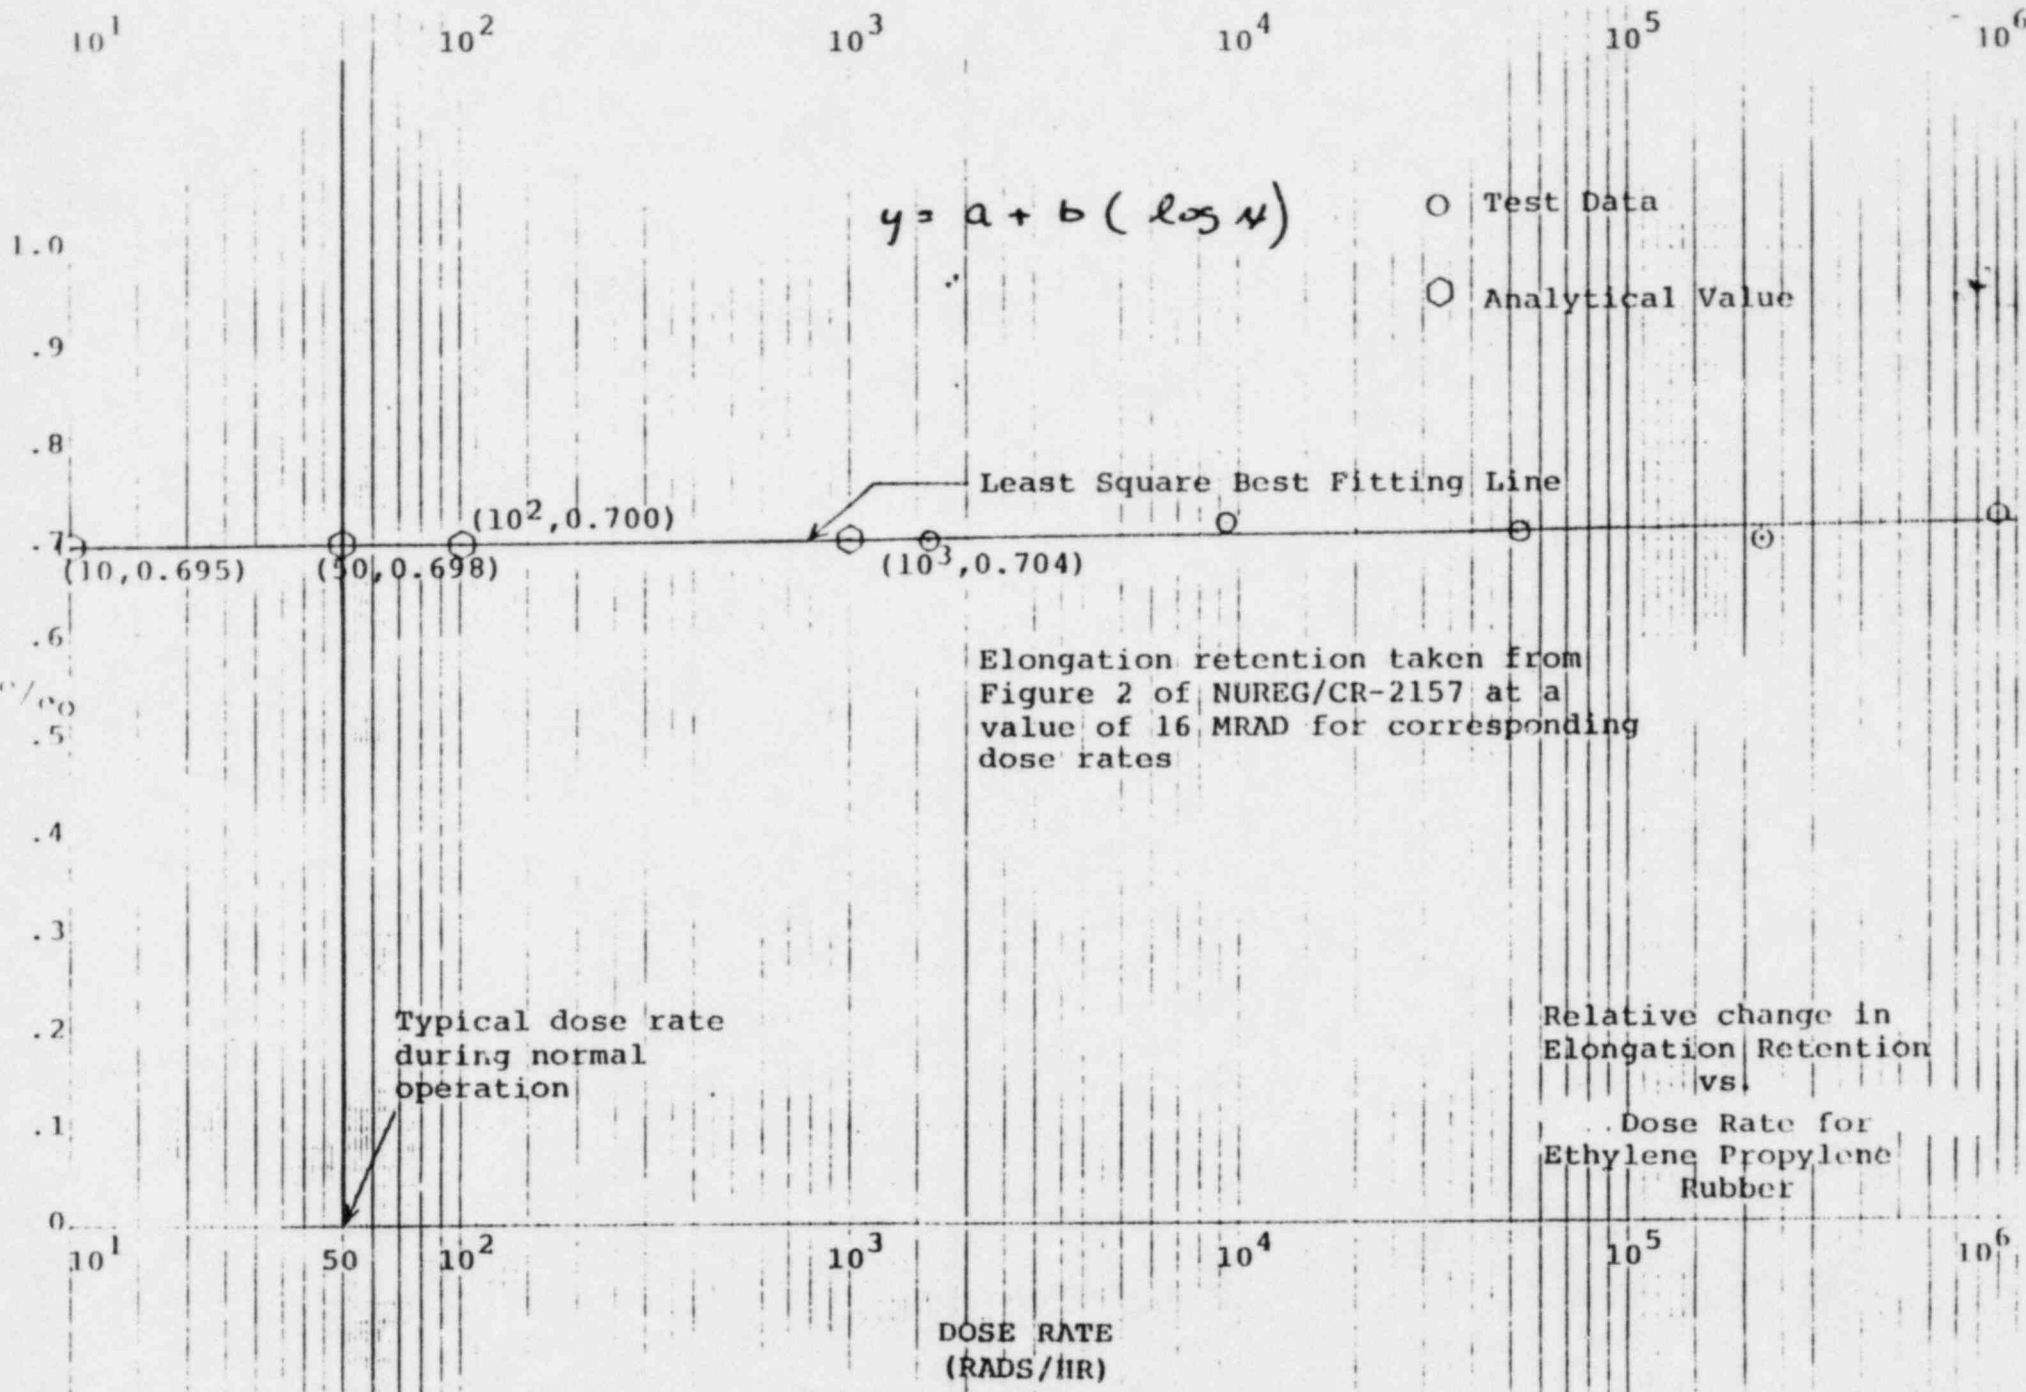 10¹ 10² 10³ 10⁴ 10⁵ 10⁶
y = a + b ( log x)
Test Data
Analytical Value
1.0
.9
.8
.7
.6
e/e₀
.5
.4
.3
.2
.1
0
Least Square Best Fitting Line
(10²,0.700)
(10,0.695) (50,0.698) (10³,0.704)
Elongation retention taken from
Figure 2 of NUREG/CR-2157 at a
value of 16 MRAD for corresponding
dose rates
Typical dose rate
during normal
operation
Relative change in
Elongation Retention
vs.
Dose Rate for
Ethylene Propylene
Rubber
10¹ 50 10² 10³ 10⁴ 10⁵ 10⁶
DOSE RATE
(RADS/HR)